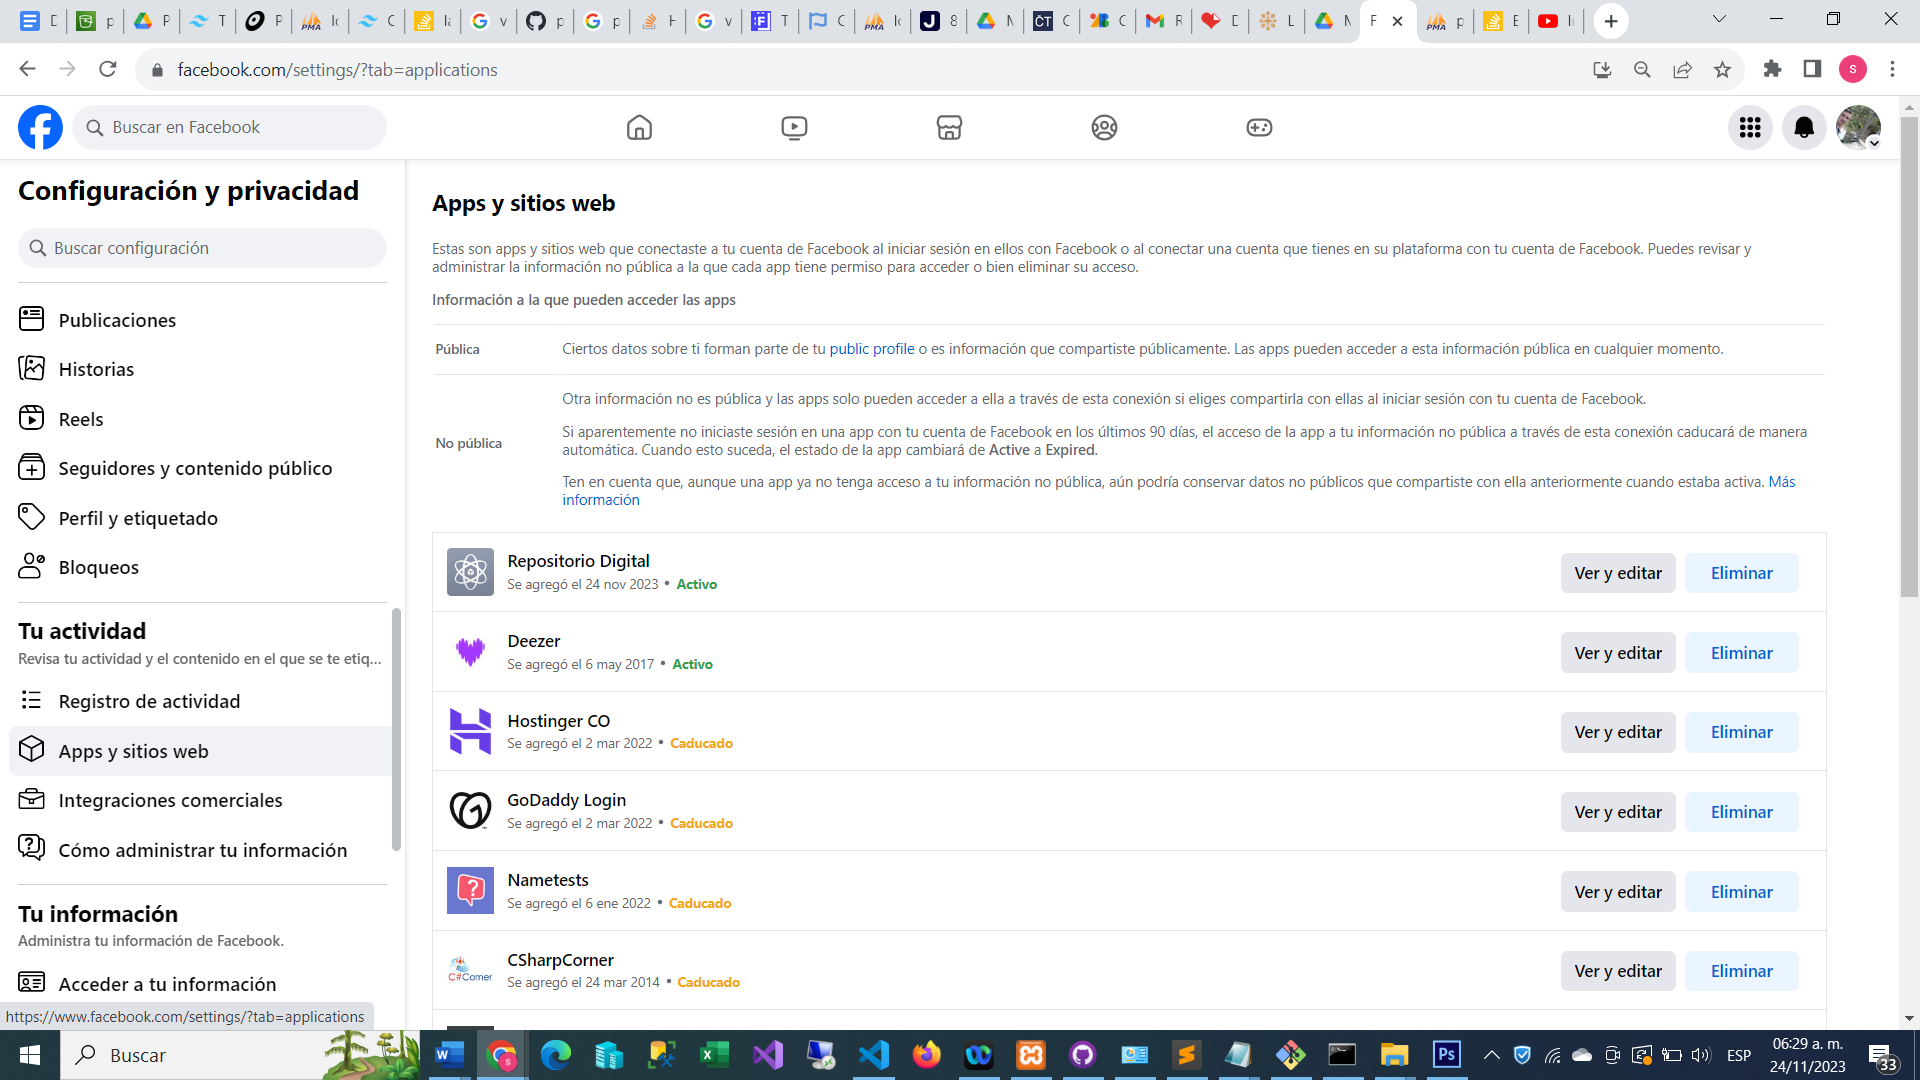 facebook.com/settings/?tab=applications
S
Buscar en Facebook
Configuración y privacidad
Buscar configuración
Publicaciones
Historias
Reels
Seguidores y contenido público
Perfil y etiquetado
Bloqueos
Tu actividad
Revisa tu actividad y el contenido en el que se te etiq...
Registro de actividad
Apps y sitios web
Integraciones comerciales
Cómo administrar tu información
Tu información
Administra tu información de Facebook.
Acceder a tu información
https://www.facebook.com/settings/?tab=applications
Apps y sitios web
Estas son apps y sitios web que conectaste a tu cuenta de Facebook al iniciar sesión en ellos con Facebook o al conectar una cuenta que tienes en su plataforma con tu cuenta de Facebook. Puedes revisar y
administrar la información no pública a la que cada app tiene permiso para acceder o bien eliminar su acceso.
Información a la que pueden acceder las apps
Pública
Ciertos datos sobre ti forman parte de tu public profile o es información que compartiste públicamente. Las apps pueden acceder a esta información pública en cualquier momento.
No pública
Otra información no es pública y las apps solo pueden acceder a ella a través de esta conexión si eliges compartirla con ellas al iniciar sesión con tu cuenta de Facebook.
Si aparentemente no iniciaste sesión en una app con tu cuenta de Facebook en los últimos 90 días, el acceso de la app a tu información no pública a través de esta conexión caducará de manera
automática. Cuando esto suceda, el estado de la app cambiará de Active a Expired.
Ten en cuenta que, aunque una app ya no tenga acceso a tu información no pública, aún podría conservar datos no públicos que compartiste con ella anteriormente cuando estaba activa. Más
información
Repositorio Digital
Se agregó el 24 nov 2023 • Activo
Ver y editar
Eliminar
Deezer
Se agregó el 6 may 2017 • Activo
Ver y editar
Eliminar
Hostinger CO
Se agregó el 2 mar 2022 • Caducado
Ver y editar
Eliminar
GoDaddy Login
Se agregó el 2 mar 2022 • Caducado
Ver y editar
Eliminar
Nametests
Se agregó el 6 ene 2022 • Caducado
Ver y editar
Eliminar
C#Corner
CSharpCorner
Se agregó el 24 mar 2014 • Caducado
Ver y editar
Eliminar
Buscar
ESP
06:29 a. m.
24/11/2023
33